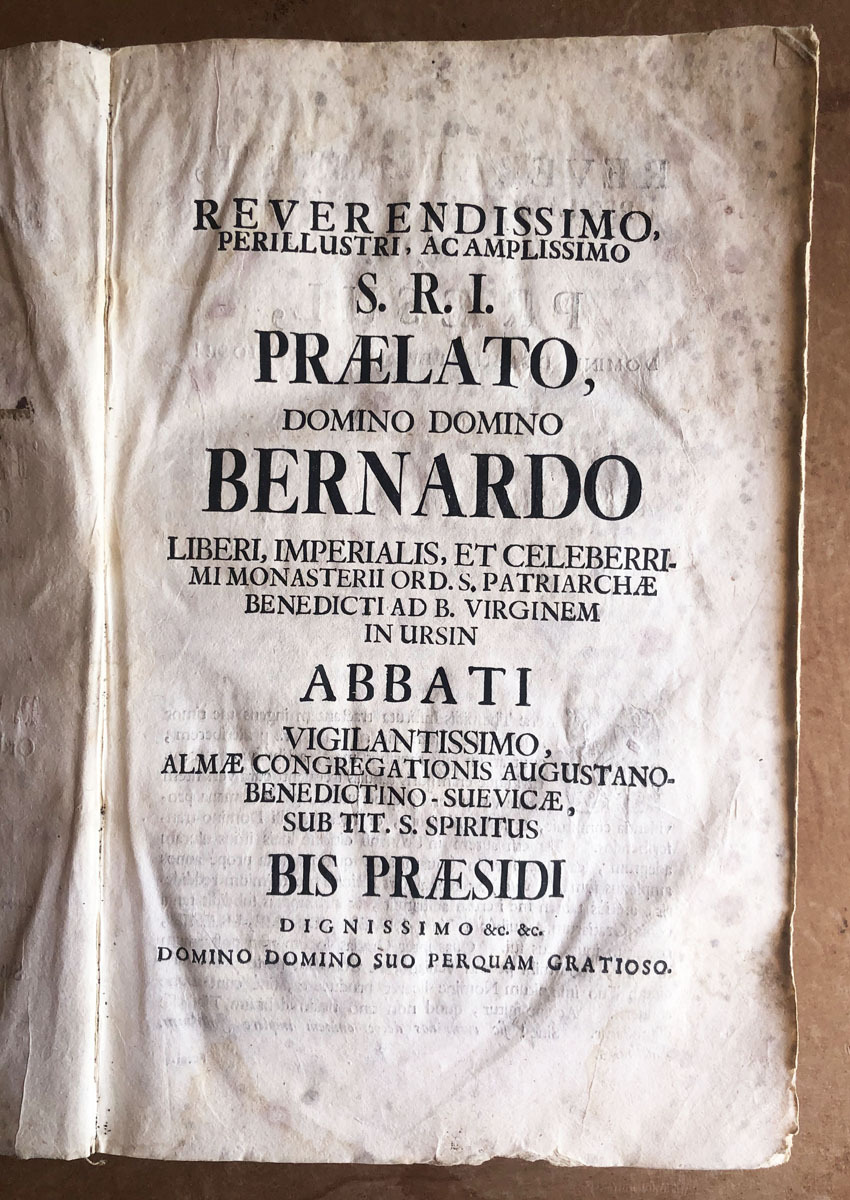 REVERENDISSIMO,
PERILLUSTRI, AC AMPLISSIMO
S. R. I.
PRÆLATO,
DOMINO DOMINO
BERNARDO
LIBERI, IMPERIALIS, ET CELEBERRI-
MI MONASTERII ORD. S. PATRIARCHÆ
BENEDICTI AD B. VIRGINEM
IN URSIN
ABBATI
VIGILANTISSIMO,
ALMÆ CONGREGATIONIS AUGUSTANO-
BENEDICTINO-SUEVICÆ,
SUB TIT. S. SPIRITUS
BIS PRÆSIDI
DIGNISSIMO &c. &c.
DOMINO DOMINO SUO PERQUAM GRATIOSO.